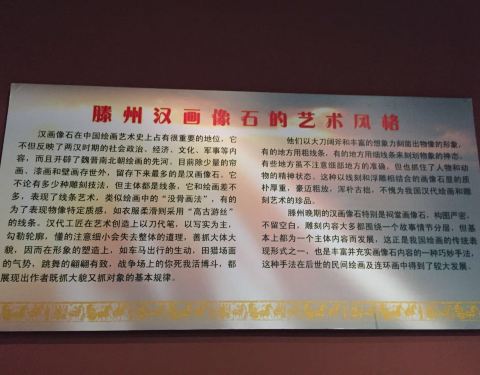 滕州汉画像石的艺术风格
汉画像石在中国绘画艺术史上占有很重要的地位，它
不但反映了两汉时期的社会政治、经济、文化、军事等内
容，而且开辟了魏晋南北朝绘画的先河。目前除少量的帛
画、漆画和壁画存世外，留存下来最多的是汉画像石。它
不论有多少种雕刻技法，但主体都是线条，它和绘画差不
多，表现了线条艺术，类似绘画中的“没骨画法”，有的
为了表现物像特定质感，如衣服柔滑则采用“高古游丝”
的线条。汉代工匠在艺术创造上以刀代笔，以写实为主，
勾勒轮廓，懂的注意细小会失去整体的道理，善抓大体大
貌，因而在形象的塑造上，如车马出行的生动，田猎场面
的气势，跳舞的翩翩有致，战争场上的你死我活博斗，都
展现出作者既抓大貌又抓对象的基本规律。
他们以大刀阔斧和丰富的想象力刻凿出物像的形象，
有的地方用粗线条，有的地方用细线条来刻划物象的神态，
有些地方虽不注意细部地方的准确，但也抓住了人物和动
物的精神状态。这种以线刻和浮雕相结合的画像石显的质
朴厚重，豪迈粗放，浑朴古拙，不愧为我国汉代绘画和雕
刻艺术的珍品。
滕州晚期的汉画像石特别是祠堂画像石，构图严密，
不留空白，雕刻内容大多都围绕一个故事情节分层，但基
本上都为一个主体内容而发展，这正是我国绘画的传统表
现形式之一，也是丰富并充实画像石内容的一种巧妙手法，
这种手法在后世的民间绘画及连环画中得到了较大发展。